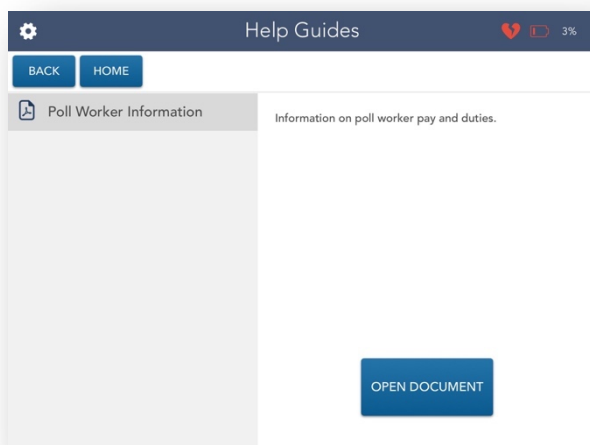 Help Guides
3%
BACK
HOME
Poll Worker Information
Information on poll worker pay and duties.
OPEN DOCUMENT